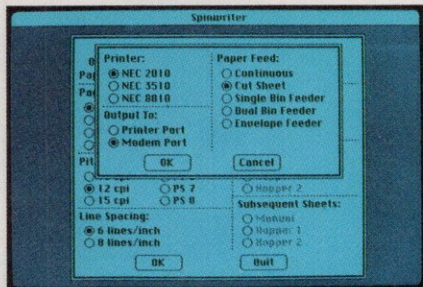 Spinwriter
Printer:
NEC 2010
NEC 3510
NEC 8810
Output To:
Printer Port
Modem Port
Paper Feed:
Continuous
Cut Sheet
Single Bin Feeder
Dual Bin Feeder
Envelope Feeder
OK
Cancel
Pit
12 cpi
PS 7
15 cpi
PS 8
Line Spacing:
6 lines/inch
8 lines/inch
Hopper 2
Subsequent Sheets:
Manual
Hopper 1
Hopper 2
OK
Quit